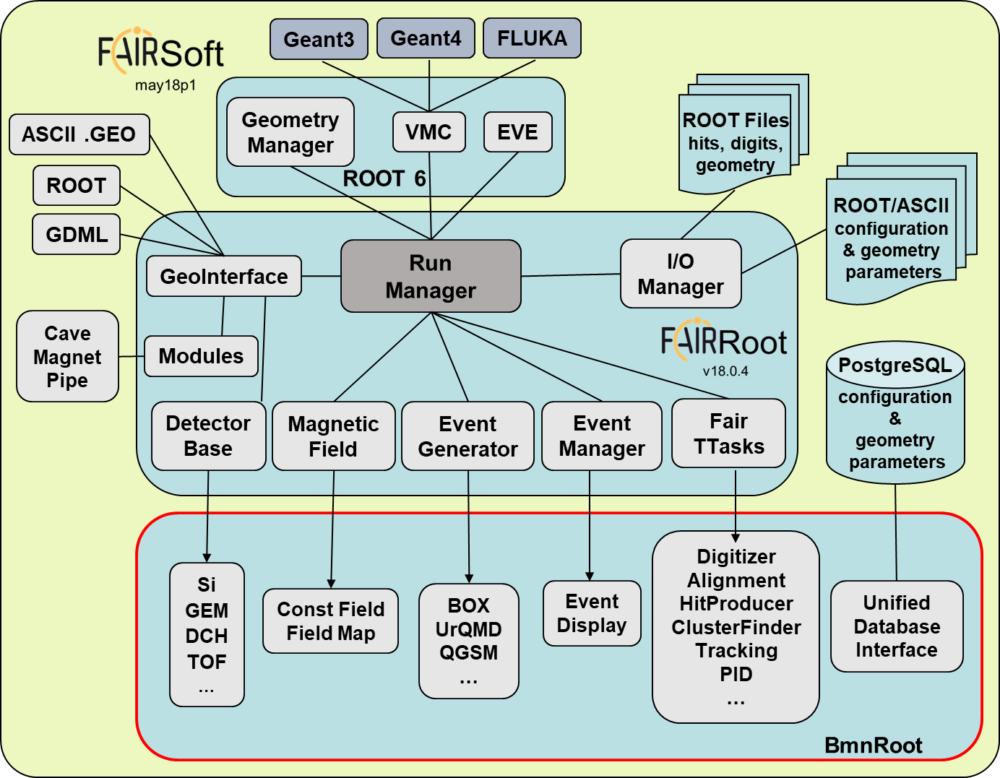 FAIRSoft
may18p1
Geant3
Geant4
FLUKA
Geometry
Manager
VMC
EVE
ROOT 6
ASCII .GEO
ROOT
GDML
ROOT Files
hits, digits,
geometry
ROOT/ASCII
configuration
& geometry
parameters
GeoInterface
Run
Manager
I/O
Manager
Cave
Magnet
Pipe
Modules
FAIRRoot
v18.0.4
PostgreSQL
configuration
&
geometry
parameters
Detector
Base
Magnetic
Field
Event
Generator
Event
Manager
Fair
TTasks
Si
GEM
DCH
TOF
...
Const Field
Field Map
BOX
UrQMD
QGSM
...
Event
Display
Digitizer
Alignment
HitProducer
ClusterFinder
Tracking
PID
...
Unified
Database
Interface
BmnRoot